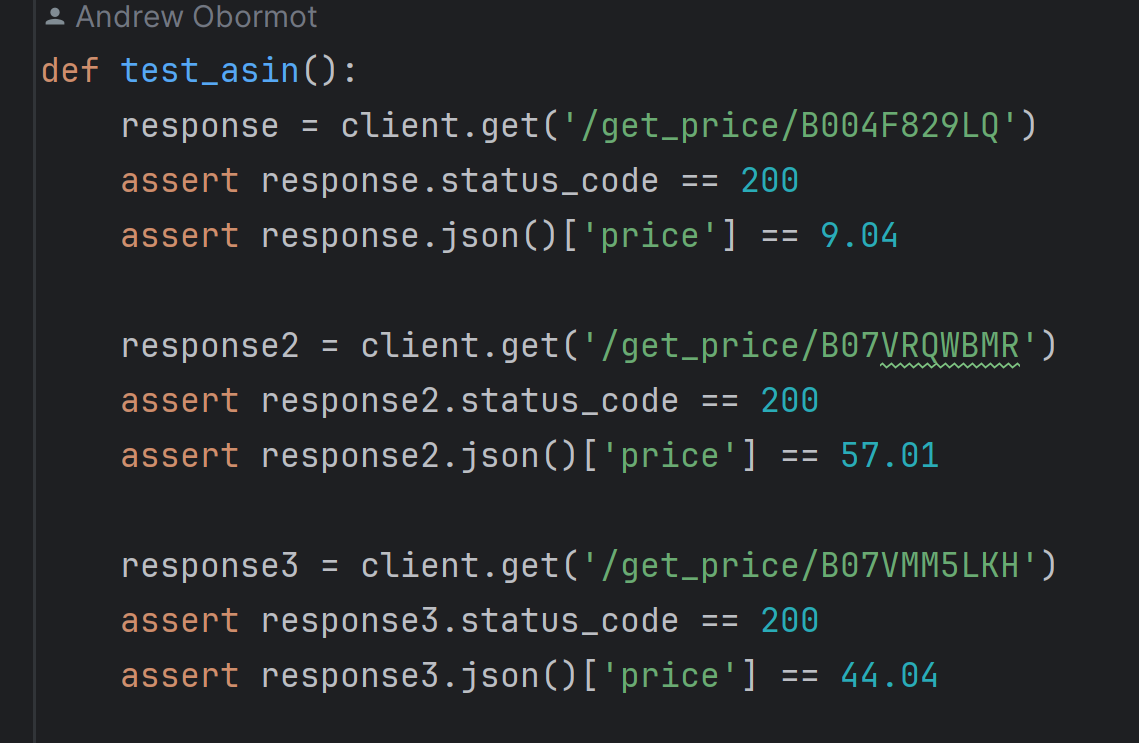 Andrew Obormot
def test_asin():
    response = client.get('/get_price/B004F829LQ')
    assert response.status_code == 200
    assert response.json()['price'] == 9.04
    response2 = client.get('/get_price/B07VRQWBMR')
    assert response2.status_code == 200
    assert response2.json()['price'] == 57.01
    response3 = client.get('/get_price/B07VMM5LKH')
    assert response3.status_code == 200
    assert response3.json()['price'] == 44.04